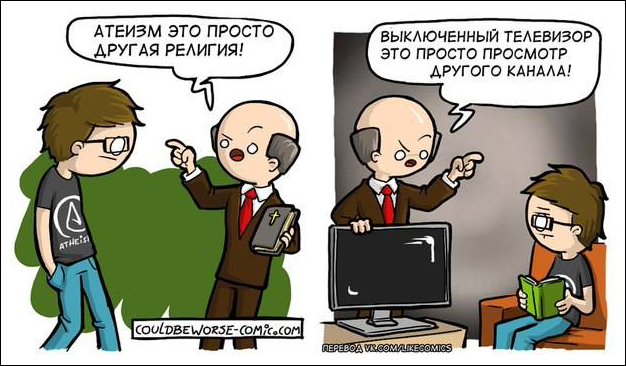 АТЕИЗМ ЭТО ПРОСТО
ДРУГАЯ РЕЛИГИЯ!
ATHEIST
COULDBEWORSE-COMIC.COM
ВЫКЛЮЧЕННЫЙ ТЕЛЕВИЗОР
ЭТО ПРОСТО ПРОСМОТР
ДРУГОГО КАНАЛА!
ПЕРЕВОД VK.COM/LIKECOMICS